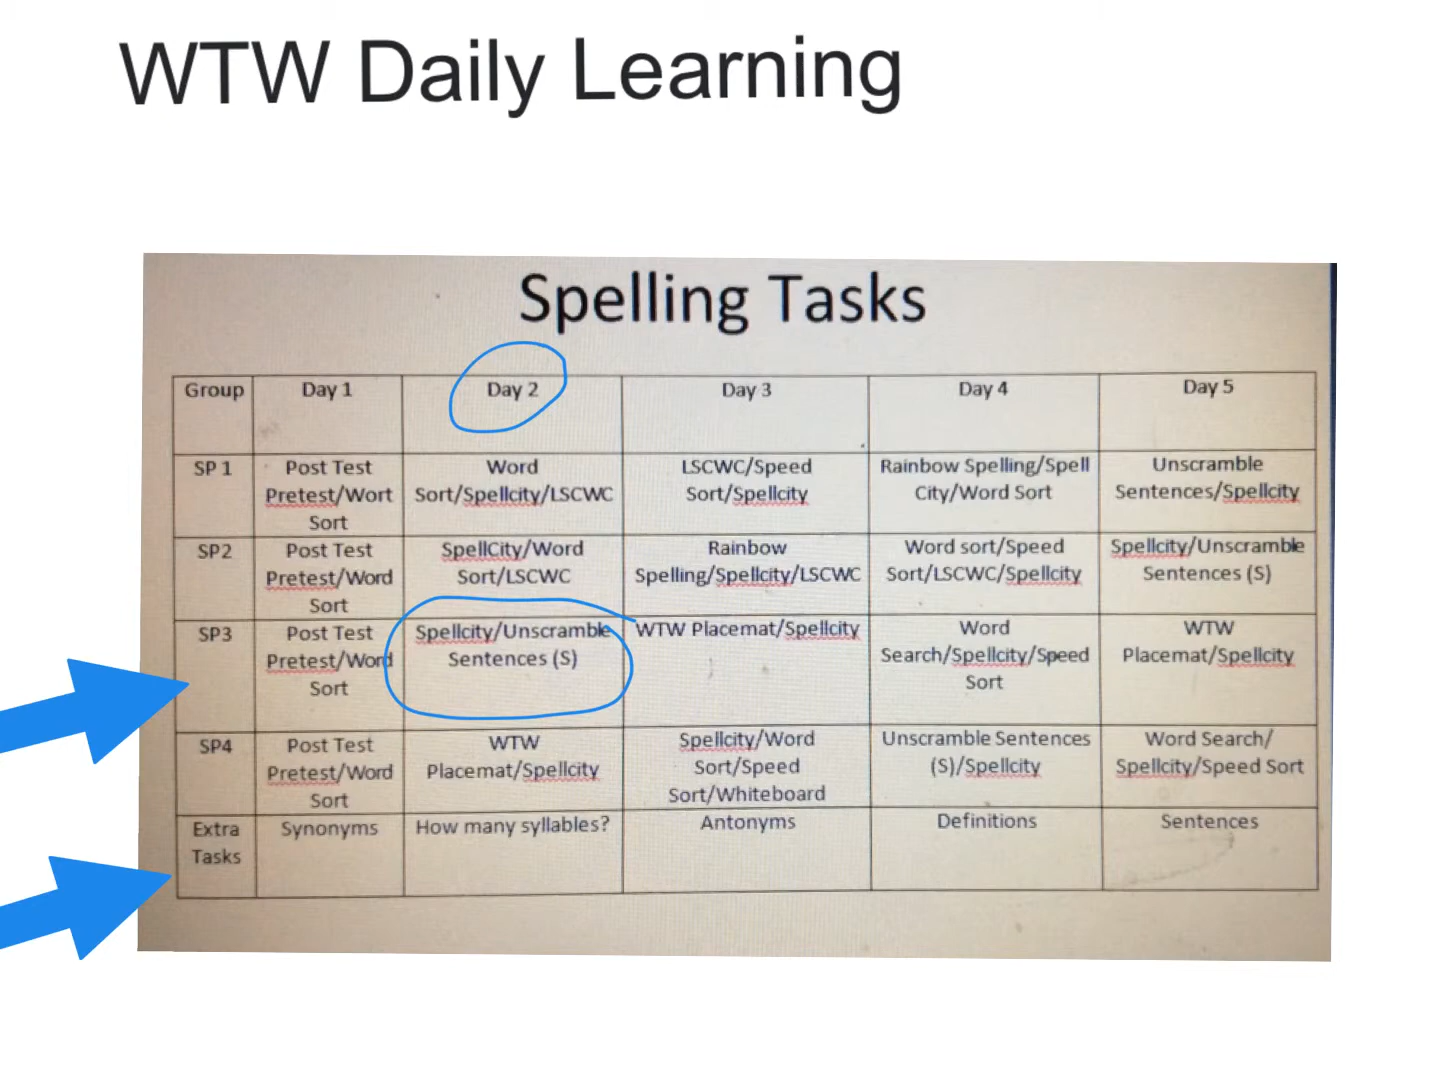 WTW Daily Learning
Spelling Tasks
Group Day 1 Day 2 Day 3 Day 4 Day 5
SP 1
Post Test
Pretest/Wort
Sort
Word
Sort/Spellcity/LSCWC
LSCWC/Speed
Sort/Spellcity
Rainbow Spelling/Spell
City/Word Sort
Unscramble
Sentences/Spellcity
SP2
Post Test
Pretest/Word
Sort
SpellCity/Word
Sort/LSCWC
Rainbow
Spelling/Spellcity/LSCWC
Word sort/Speed
Sort/LSCWC/Spellcity
Spellcity/Unscramble
Sentences (S)
SP3
Post Test
Pretest/Word
Sort
Spellcity/Unscramble
Sentences (S)
WTW Placemat/Spellcity
Word
Search/Spellcity/Speed
Sort
WTW
Placemat/Spellcity
SP4
Post Test
Pretest/Word
Sort
WTW
Placemat/Spellcity
Spellcity/Word
Sort/Speed
Sort/Whiteboard
Unscramble Sentences
(S)/Spellcity
Word Search/
Spellcity/Speed Sort
Extra
Tasks
Synonyms
How many syllables?
Antonyms
Definitions
Sentences